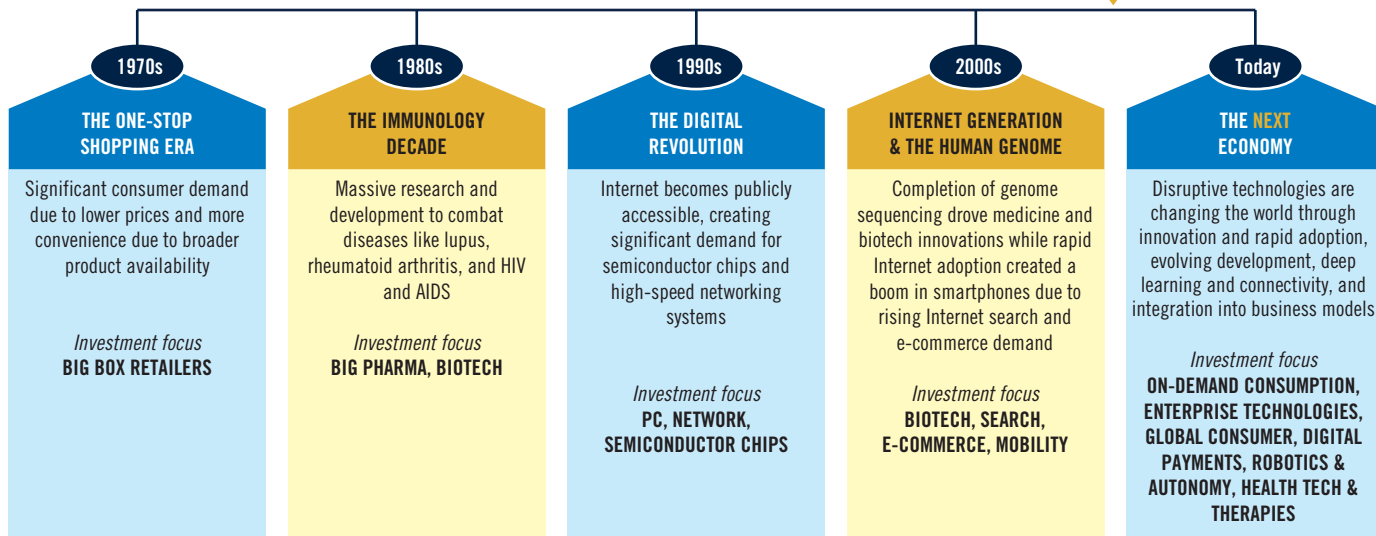 1970s
THE ONE-STOP
SHOPPING ERA
Significant consumer demand
due to lower prices and more
convenience due to broader
product availability
Investment focus
BIG BOX RETAILERS
1980s
THE IMMUNOLOGY
DECADE
Massive research and
development to combat
diseases like lupus,
rheumatoid arthritis, and HIV
and AIDS
Investment focus
BIG PHARMA, BIOTECH
1990s
THE DIGITAL
REVOLUTION
Internet becomes publicly
accessible, creating
significant demand for
semiconductor chips and
high-speed networking
systems
Investment focus
PC, NETWORK,
SEMICONDUCTOR CHIPS
2000s
INTERNET GENERATION
& THE HUMAN GENOME
Completion of genome
sequencing drove medicine and
biotech innovations while rapid
Internet adoption created a
boom in smartphones due to
rising Internet search and
e-commerce demand
Investment focus
BIOTECH, SEARCH,
E-COMMERCE, MOBILITY
Today
THE NEXT
ECONOMY
Disruptive technologies are
changing the world through
innovation and rapid adoption,
evolving development, deep
learning and connectivity, and
integration into business models
Investment focus
ON-DEMAND CONSUMPTION,
ENTERPRISE TECHNOLOGIES,
GLOBAL CONSUMER, DIGITAL
PAYMENTS, ROBOTICS &
AUTONOMY, HEALTH TECH &
THERAPIES